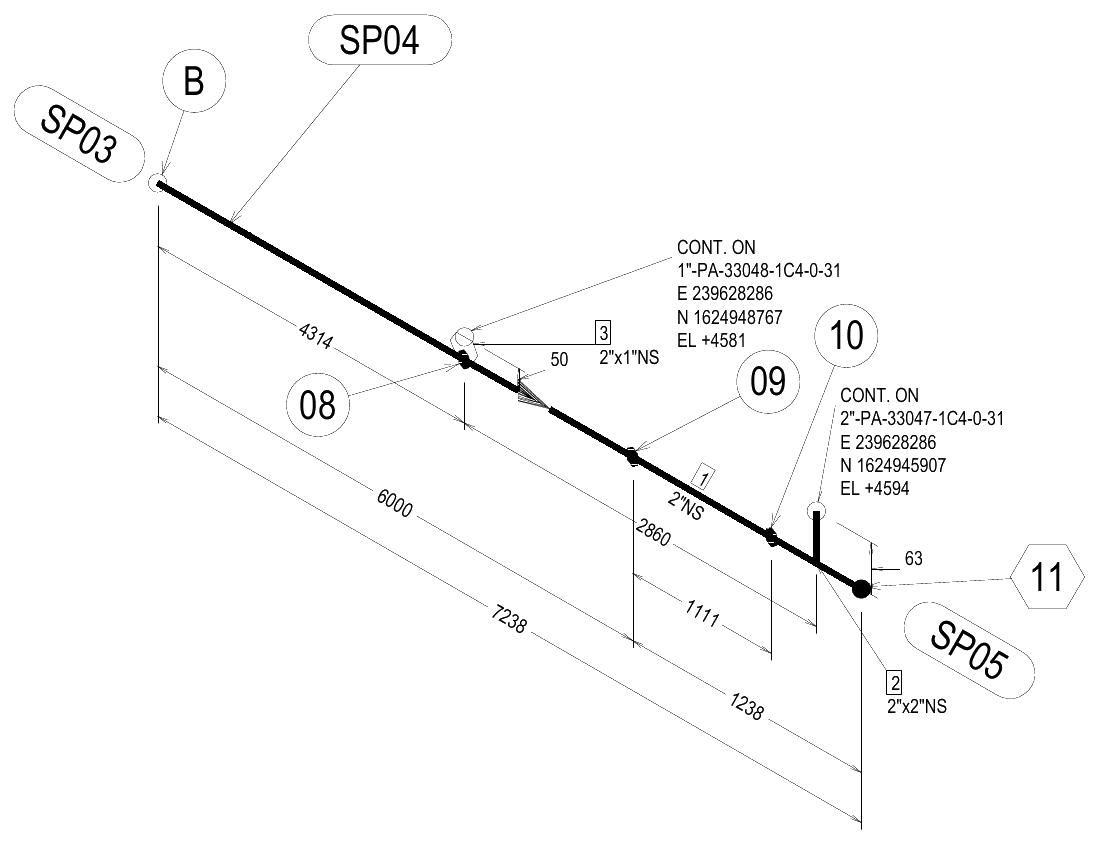 SP04
B
SP03
CONT. ON
1"-PA-33048-1C4-0-31
E 239628286
N 1624948767
EL +4581
3
2"x1"NS
50
4314
08
10
09
CONT. ON
2"-PA-33047-1C4-0-31
E 239628286
N 1624945907
EL +4594
1
2"NS
6000
2860
63
11
1111
7238
SP05
2
2"x2"NS
1238